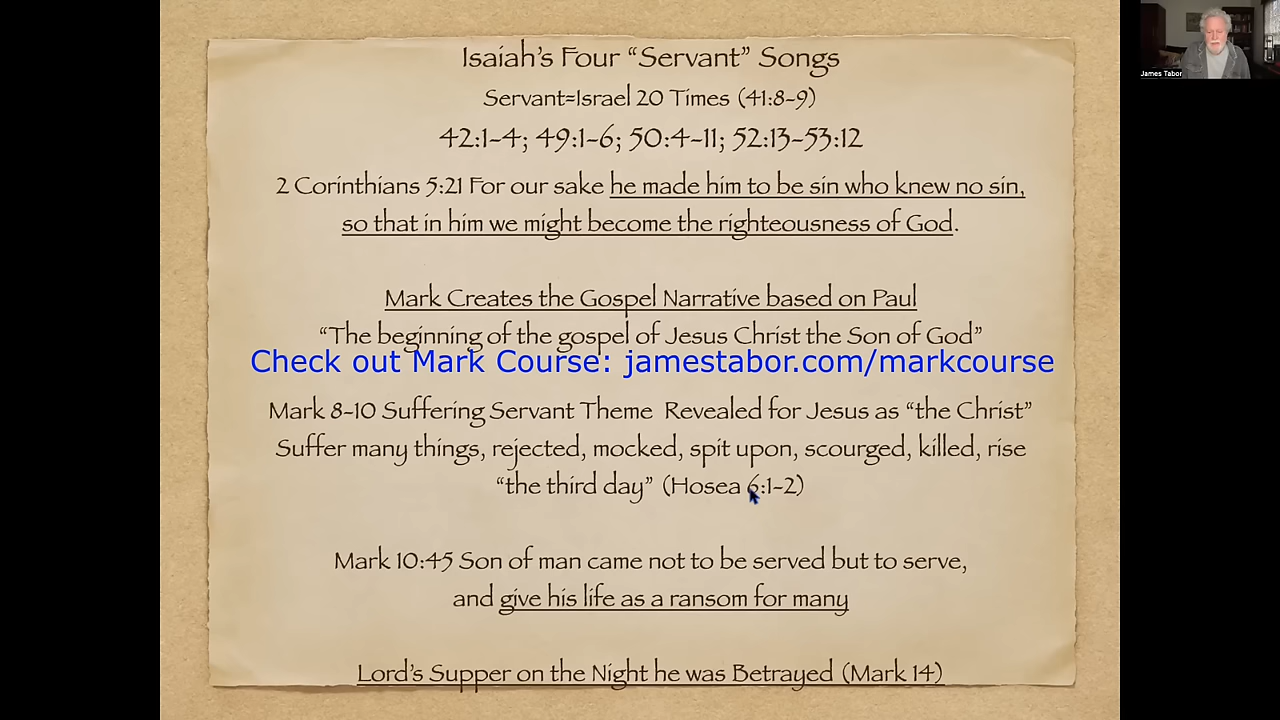 Isaiah's Four "Servant" Songs
Servant=Israel 20 Times (41:8-9)
42:1-4; 49:1-6; 50:4-11; 52:13-53:12
2 Corinthians 5:21 For our sake he made him to be sin who knew no sin,
so that in him we might become the righteousness of God.
Mark Creates the Gospel Narrative based on Paul
"The beginning of the gospel of Jesus Christ the Son of God"
Check out Mark Course: jamestabor.com/markcourse
Mark 8-10 Suffering Servant Theme Revealed for Jesus as "the Christ"
Suffer many things, rejected, mocked, spit upon, scourged, killed, rise
"the third day" (Hosea 6:1-2)
Mark 10:45 Son of man came not to be served but to serve,
and give his life as a ransom for many
Lord's Supper on the Night he was Betrayed (Mark 14)
James Tabor